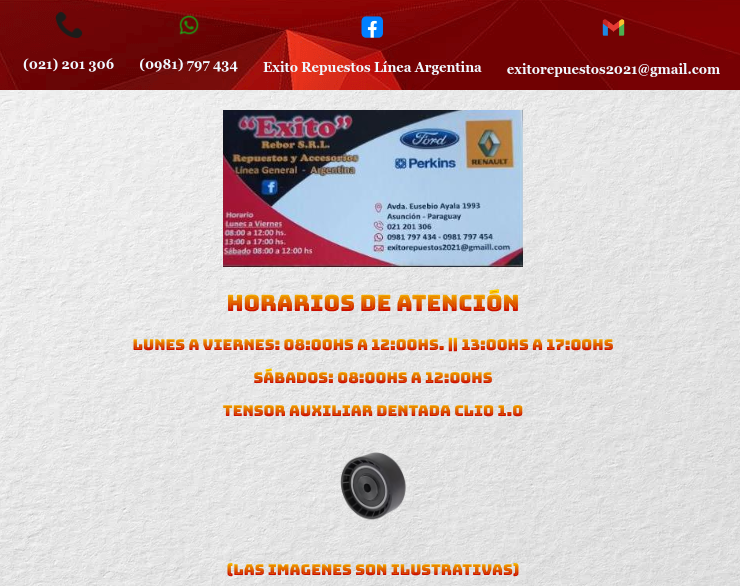 (021) 201 306
(0981) 797 434
Exito Repuestos Línea Argentina
exitorepuestos2021@gmail.com
“Exito”
Rebor S.R.L.
Repuestos y Accesorios
Línea General - Argentina
Ford
Perkins
RENAULT
Horario
Lunes a Viernes
08:00 a 12:00 hs.
13:00 a 17:00 hs.
Sábado 08:00 a 12:00 hs
Avda. Eusebio Ayala 1993
Asunción - Paraguay
021 201 306
0981 797 434 - 0981 797 454
exitorepuestos2021@gmaill.com
HORARIOS DE ATENCIÓN
LUNES A VIERNES: 08:00HS A 12:00HS. || 13:00HS A 17:00HS
SÁBADOS: 08:00HS A 12:00HS
TENSOR AUXILIAR DENTADA CLIO 1.0
(LAS IMAGENES SON ILUSTRATIVAS)